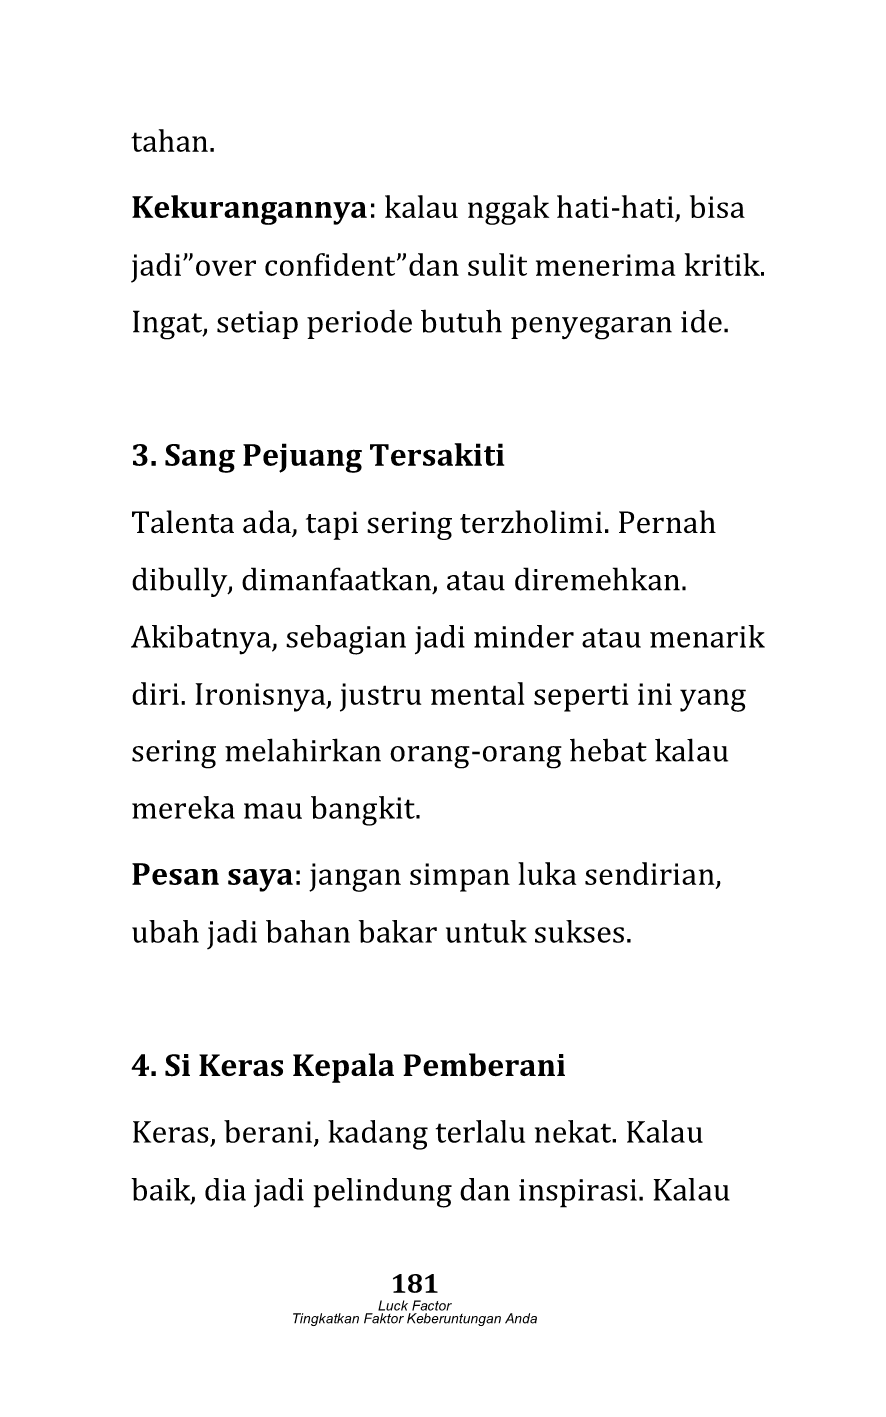 tahan.
Kekurangannya: kalau nggak hati-hati, bisa
jadi”over confident”dan sulit menerima kritik.
Ingat, setiap periode butuh penyegaran ide.
3. Sang Pejuang Tersakiti
Talenta ada, tapi sering terzholimi. Pernah
dibully, dimanfaatkan, atau diremehkan.
Akibatnya, sebagian jadi minder atau menarik
diri. Ironisnya, justru mental seperti ini yang
sering melahirkan orang-orang hebat kalau
mereka mau bangkit.
Pesan saya: jangan simpan luka sendirian,
ubah jadi bahan bakar untuk sukses.
4. Si Keras Kepala Pemberani
Keras, berani, kadang terlalu nekat. Kalau
baik, dia jadi pelindung dan inspirasi. Kalau
181
Luck Factor
Tingkatkan Faktor Keberuntungan Anda